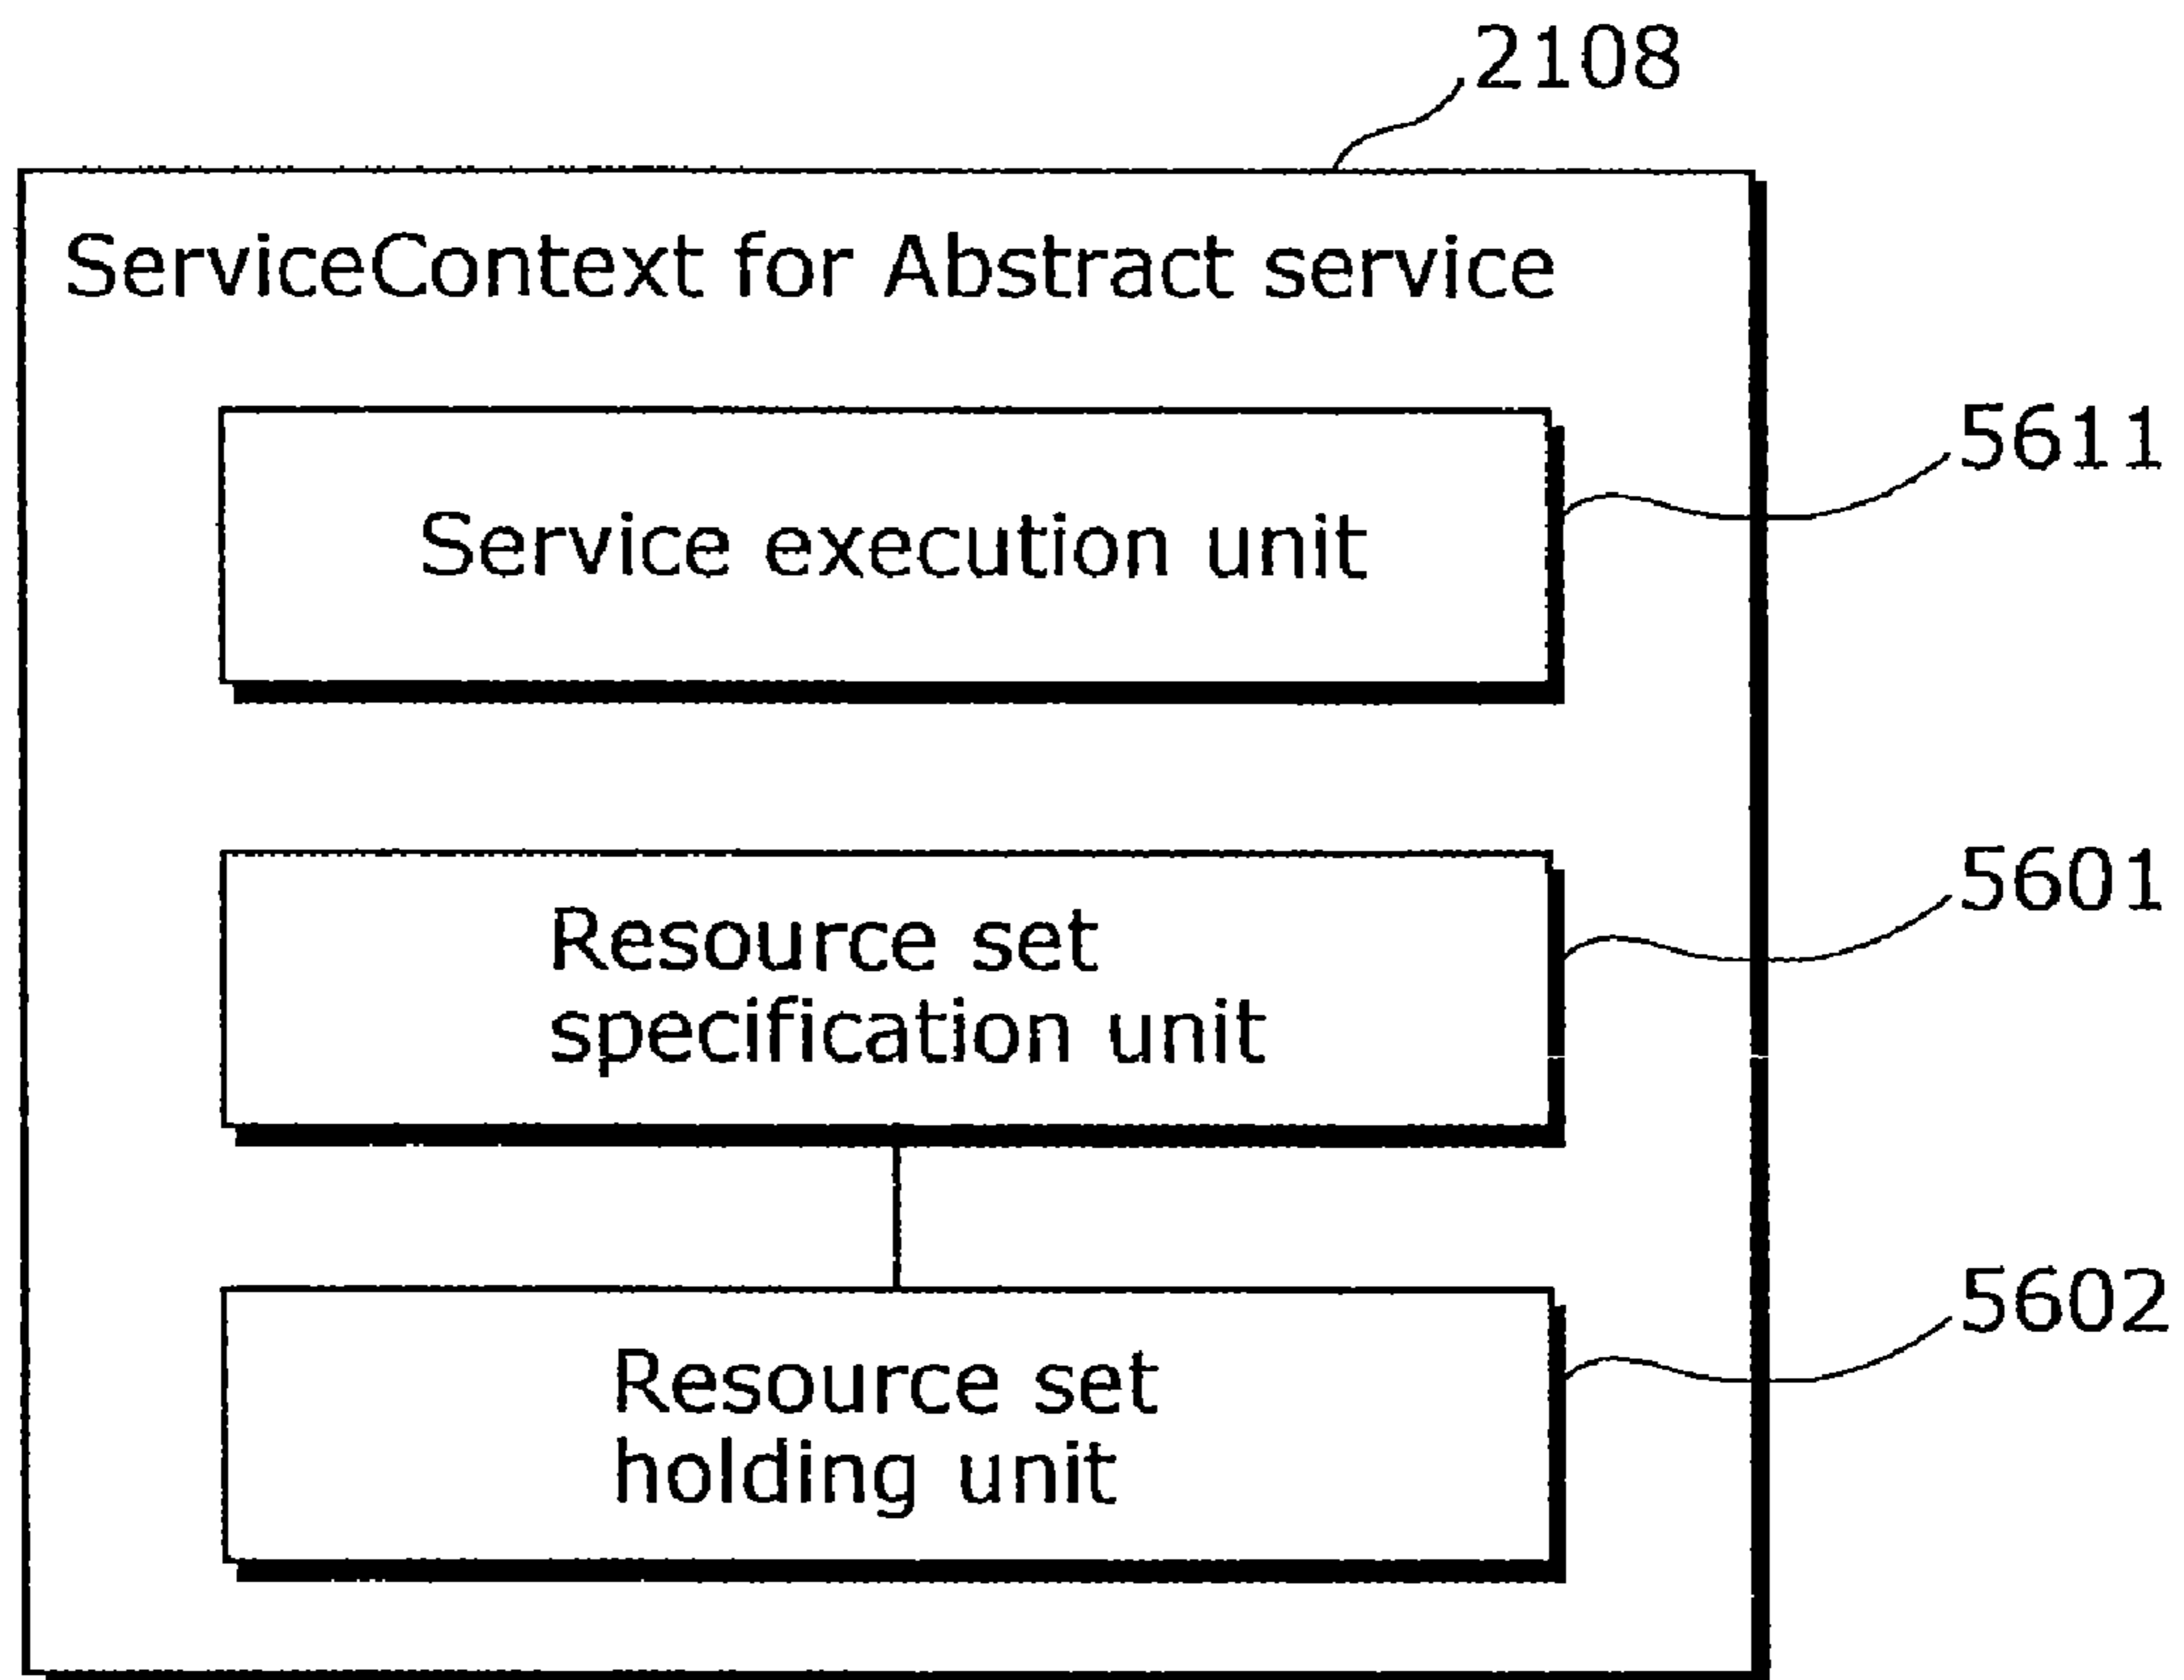 2108
ServiceContext for Abstract service
5611
Service execution unit
5601
Resource set
specification unit
5602
Resource set
holding unit